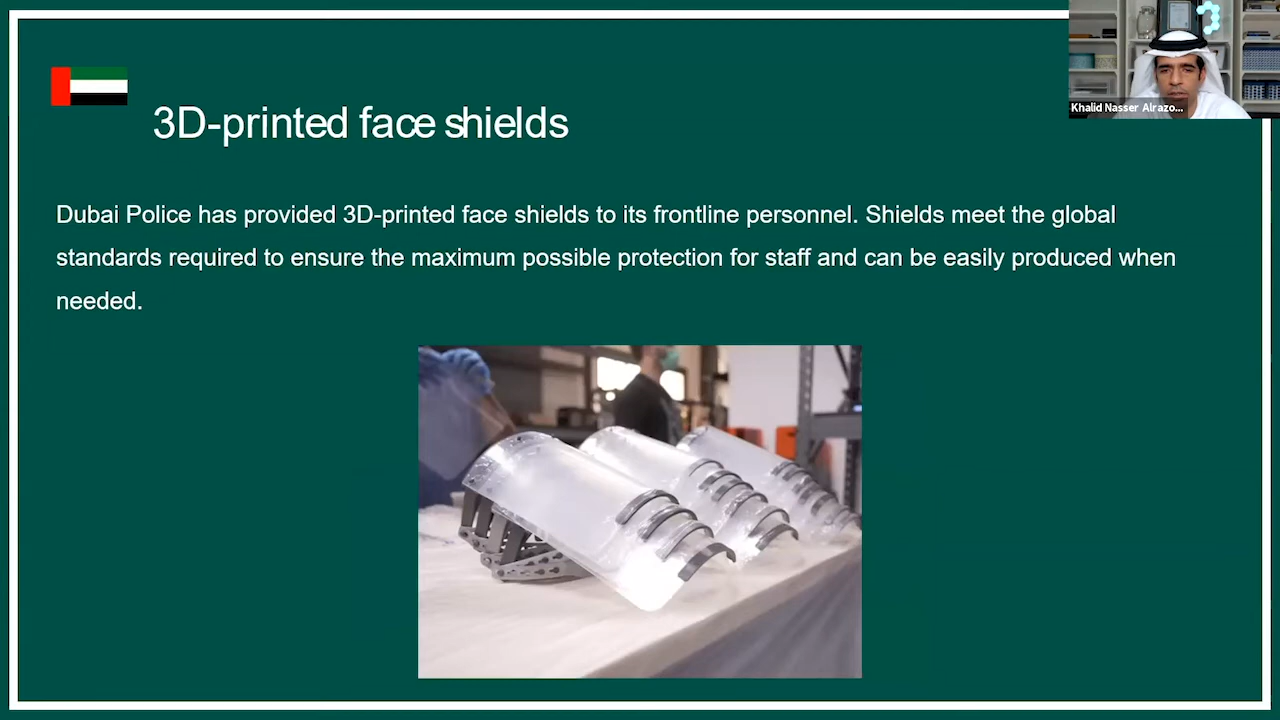 Khalid Nasser Alrazo...
3D-printed face shields
Dubai Police has provided 3D-printed face shields to its frontline personnel. Shields meet the global
standards required to ensure the maximum possible protection for staff and can be easily produced when
needed.